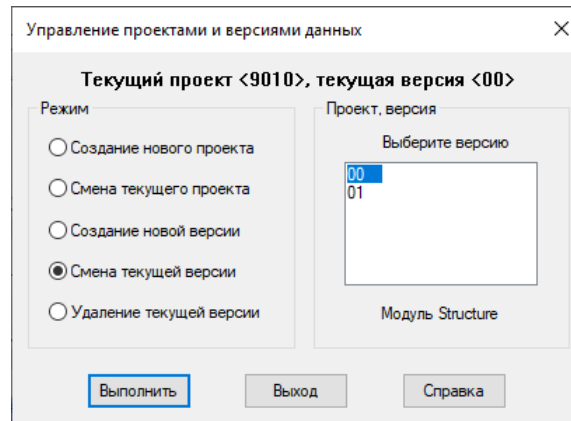 Управление проектами и версиями данных
Текущий проект <9010>, текущая версия <00>
Режим
Создание нового проекта
Смена текущего проекта
Создание новой версии
Смена текущей версии
Удаление текущей версии
Проект, версия
Выберите версию
00
01
Модуль Structure
Выполнить
Выход
Справка